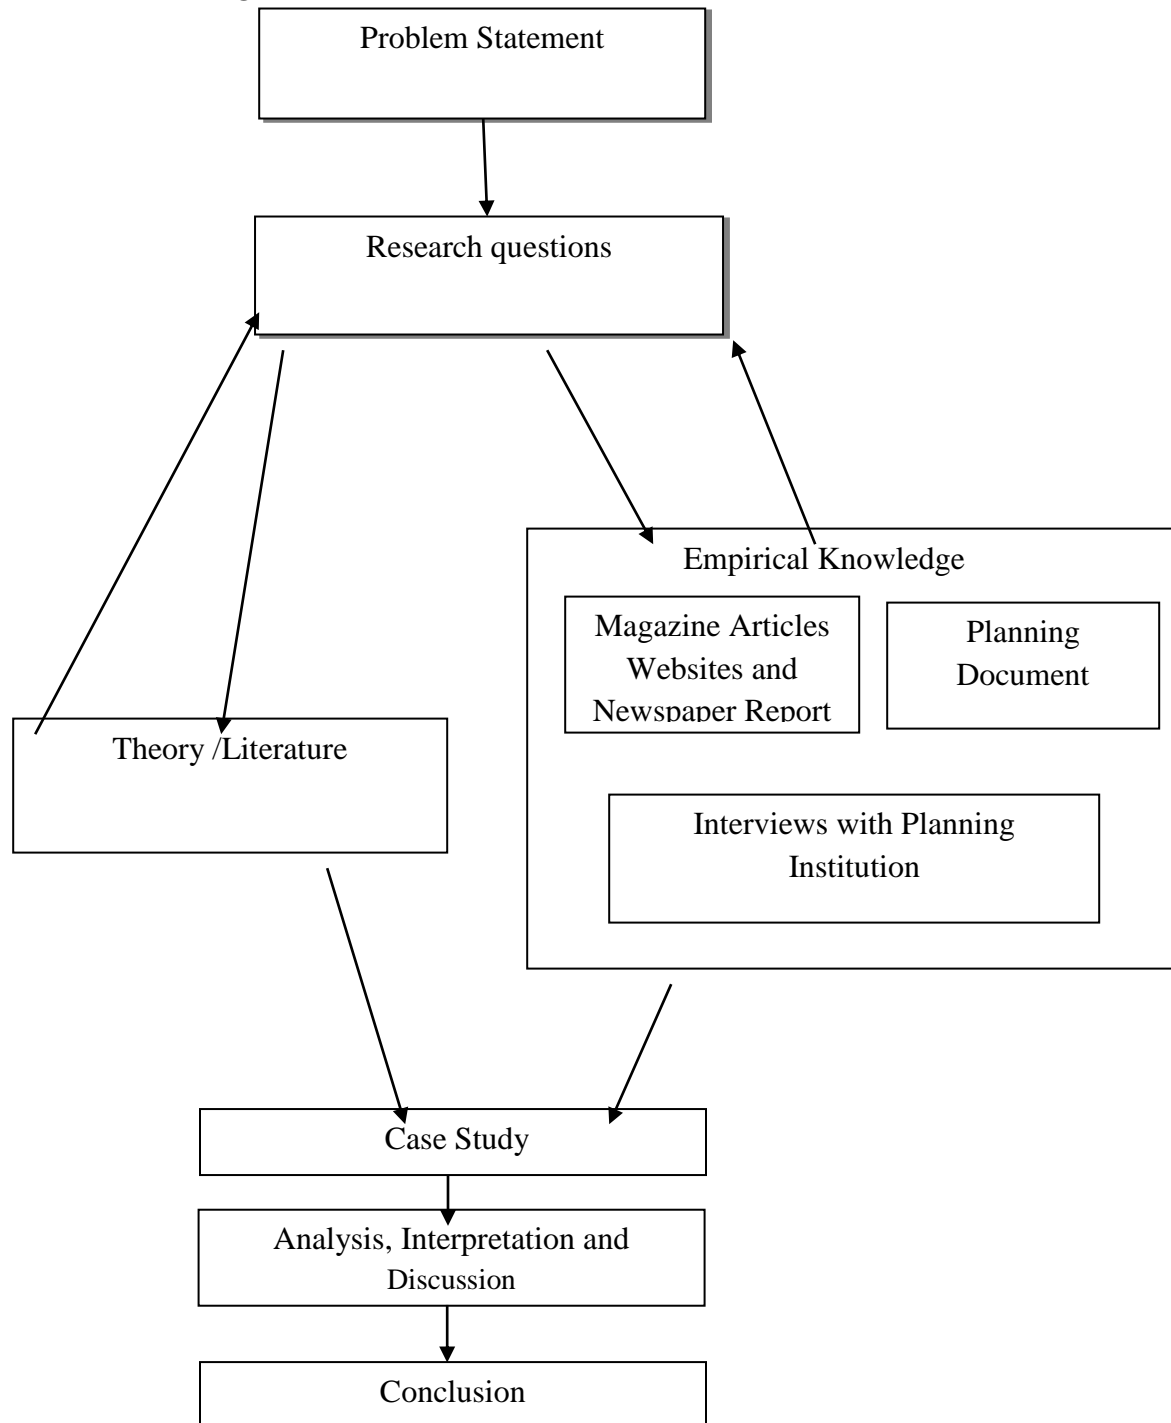 Problem Statement
Research questions
Empirical Knowledge
Magazine Articles
Websites and
Newspaper Report
Planning
Document
Theory /Literature
Interviews with Planning
Institution
Case Study
Analysis, Interpretation and
Discussion
Conclusion